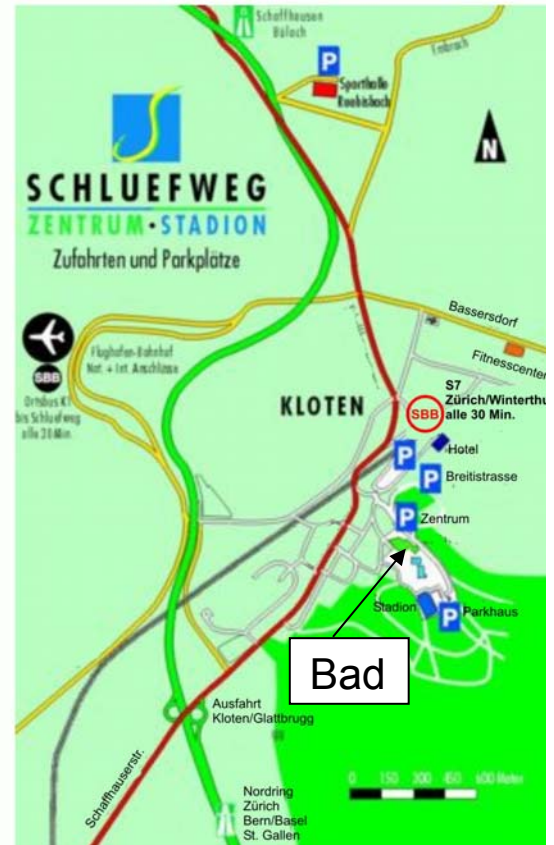 Schaffhausen
Bülach
Embrach
P
Sporthalle
Ruebisbach
N
SCHLUEFWEG
ZENTRUM·STADION
Zufahrten und Parkplätze
Bassersdorf
Fitnesscenter
Flughafen-Bahnhof
Nat. + Int. Anschlüsse
SBB
Ortsbus K1
bis Schluefweg
alle 20 Min.
KLOTEN
S7
Zürich/Winterthu
SBB
alle 30 Min.
Hotel
P
P
Breitistrasse
P
Zentrum
Stadion
P
Parkhaus
Bad
Ausfahrt
Kloten/Glattbrugg
Schaffhauserstr.
0 150 300 450 600 Meter
Nordring
Zürich
Bern/Basel
St. Gallen